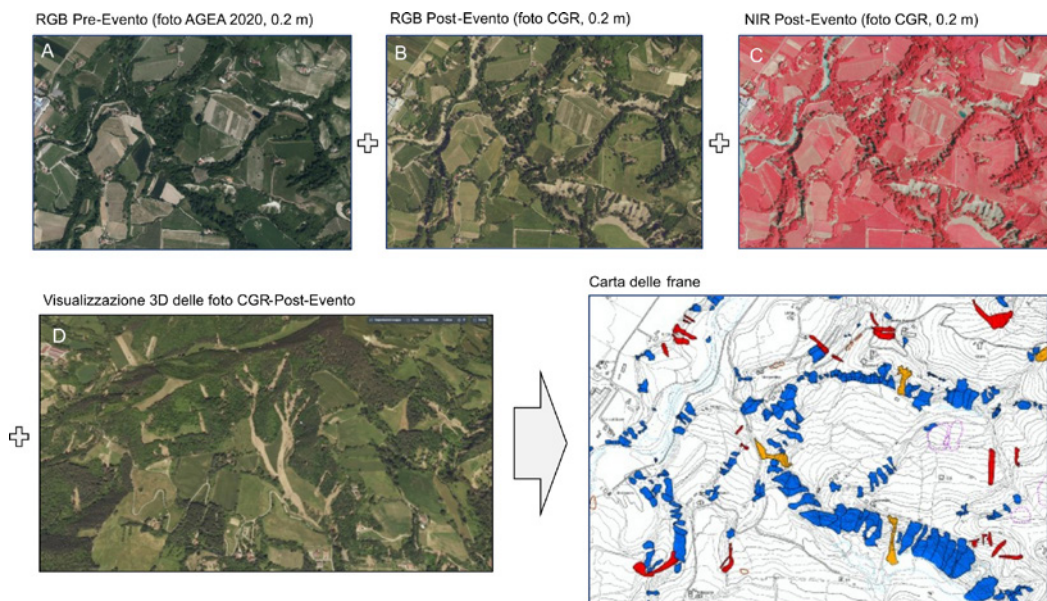 RGB Pre-Evento (foto AGEA 2020, 0.2 m)
RGB Post-Evento (foto CGR, 0.2 m)
NIR Post-Evento (foto CGR, 0.2 m)
A
B
C
Visualizzazione 3D delle foto CGR-Post-Evento
Carta delle frane
D